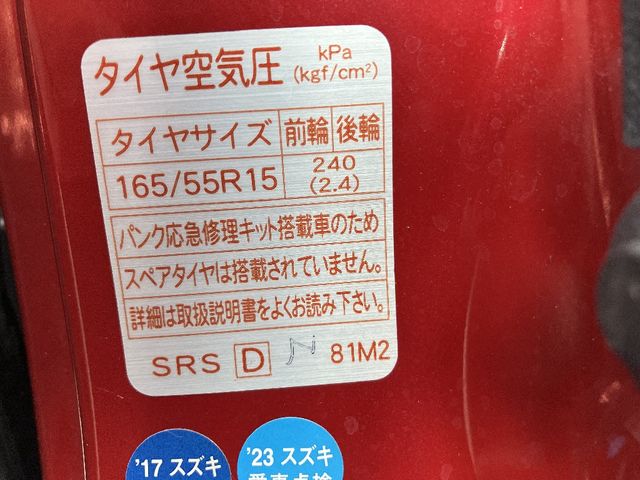 タイヤ空気圧 kPa
(kgf/cm²)
タイヤサイズ 前輪 後輪
165/55R15 240
(2.4)
パンク応急修理キット搭載車のため
スペアタイヤは搭載されていません。
詳細は取扱説明書をよくお読み下さい。
SRS D 81M2
'17 スズキ
'23 スズキ
愛車点検